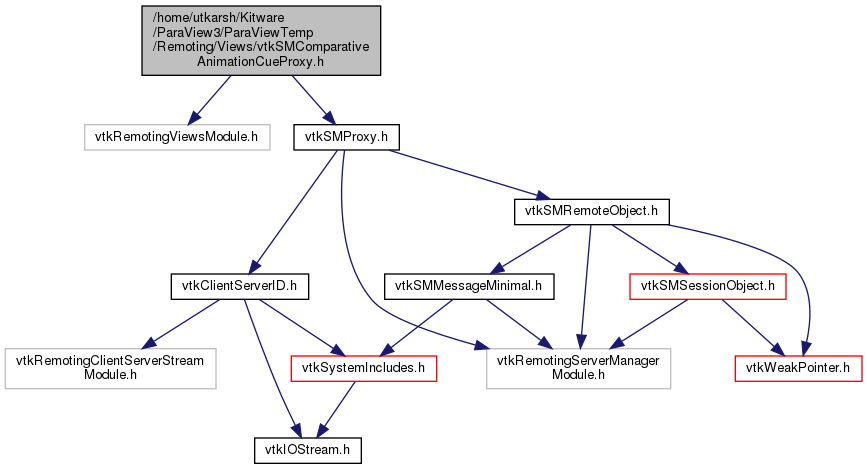 /home/utkarsh/Kitware
/ParaView3/ParaViewTemp
/Remoting/Views/vtkSMComparative
AnimationCueProxy.h
vtkRemotingViewsModule.h
vtkSMProxy.h
vtkSMRemoteObject.h
vtkClientServerID.h
vtkSMMessageMinimal.h
vtkSMSessionObject.h
vtkRemotingClientServerStream
Module.h
vtkSystemIncludes.h
vtkRemotingServerManager
Module.h
vtkWeakPointer.h
vtkIOStream.h